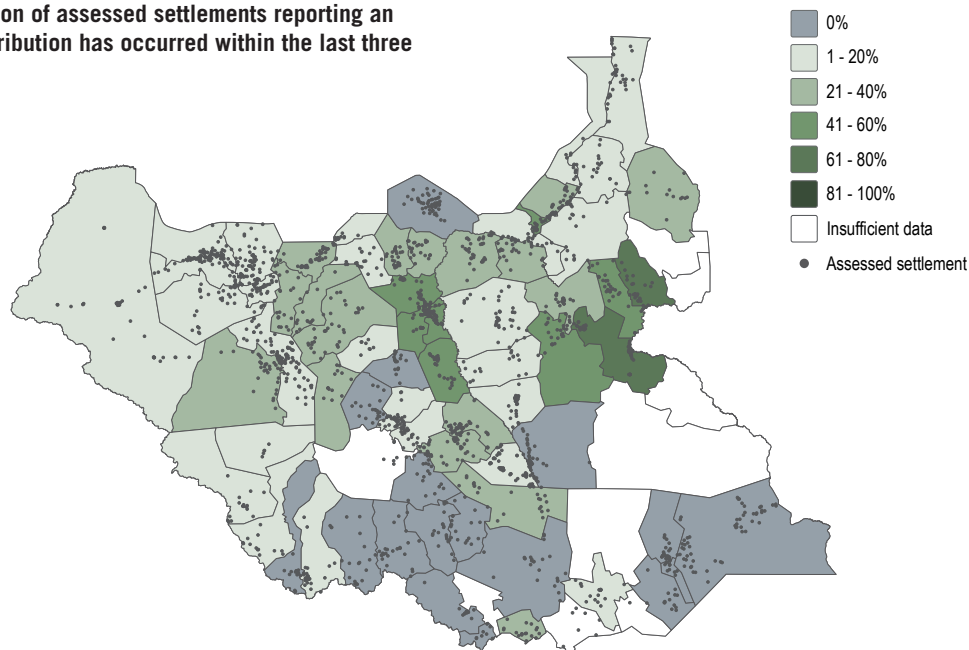 ion of assessed settlements reporting an
ribution has occurred within the last three
0%
1 - 20%
21 - 40%
41 - 60%
61 - 80%
81 - 100%
Insufficient data
Assessed settlement